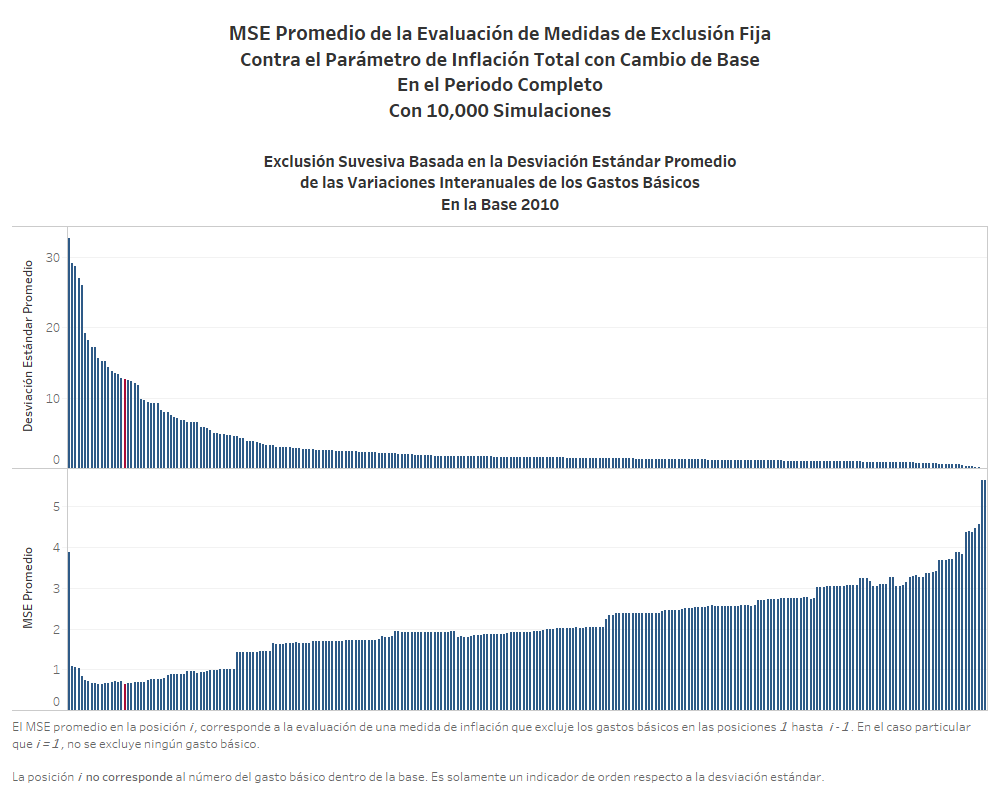 MSE Promedio de la Evaluación de Medidas de Exclusión Fija
Contra el Parámetro de Inflación Total con Cambio de Base
En el Periodo Completo
Con 10,000 Simulaciones
Exclusión Suvesiva Basada en la Desviación Estándar Promedio
de las Variaciones Interanuales de los Gastos Básicos
En la Base 2010
Desviación Estándar Promedio
30
20
10
0
MSE Promedio
5
4
3
2
1
0
El MSE promedio en la posición i, corresponde a la evaluación de una medida de inflación que excluye los gastos básicos en las posiciones 1 hasta i-1. En el caso particular
que i=1, no se excluye ningún gasto básico.
La posición i no corresponde al número del gasto básico dentro de la base. Es solamente un indicador de orden respecto a la desviación estándar.